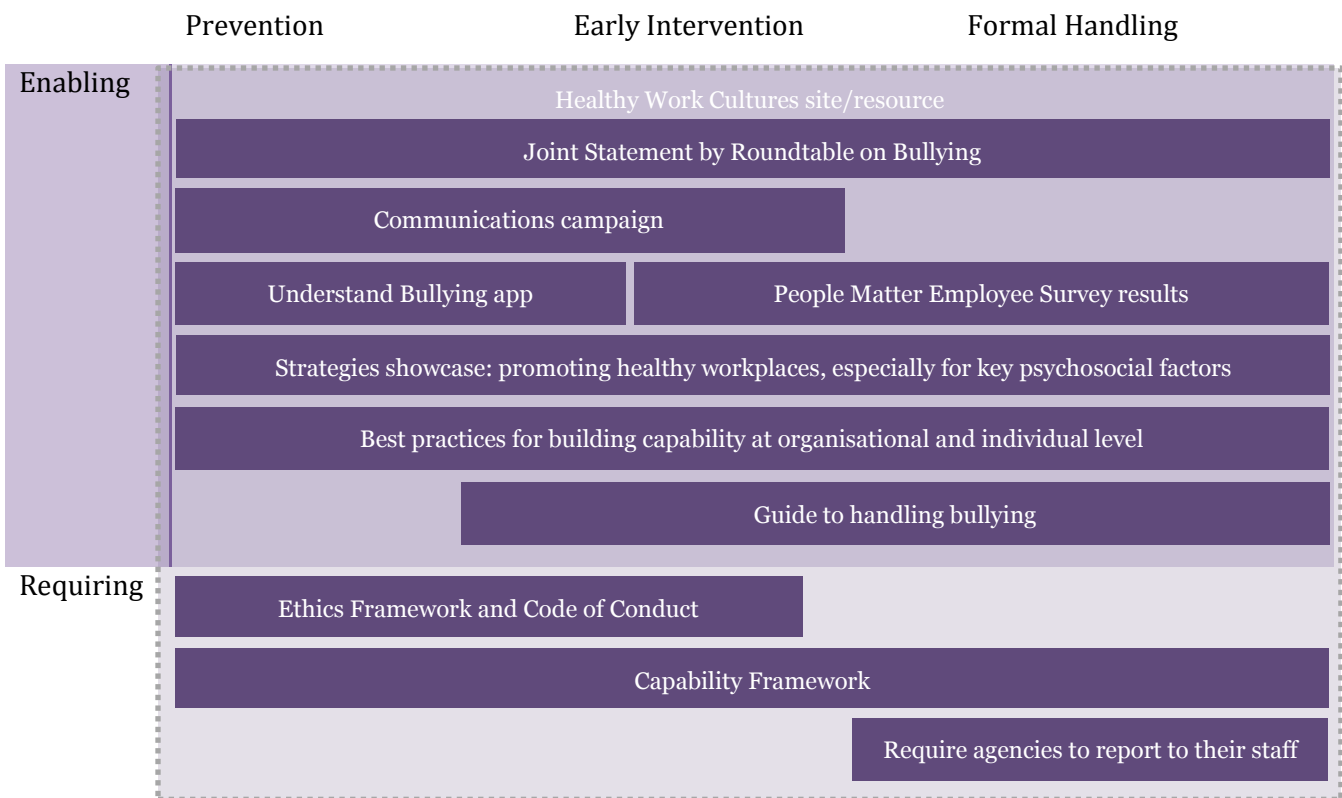 Prevention Early Intervention Formal Handling
Enabling
Healthy Work Cultures site/resource
Joint Statement by Roundtable on Bullying
Communications campaign
Understand Bullying app People Matter Employee Survey results
Strategies showcase: promoting healthy workplaces, especially for key psychosocial factors
Best practices for building capability at organisational and individual level
Guide to handling bullying
Requiring
Ethics Framework and Code of Conduct
Capability Framework
Require agencies to report to their staff